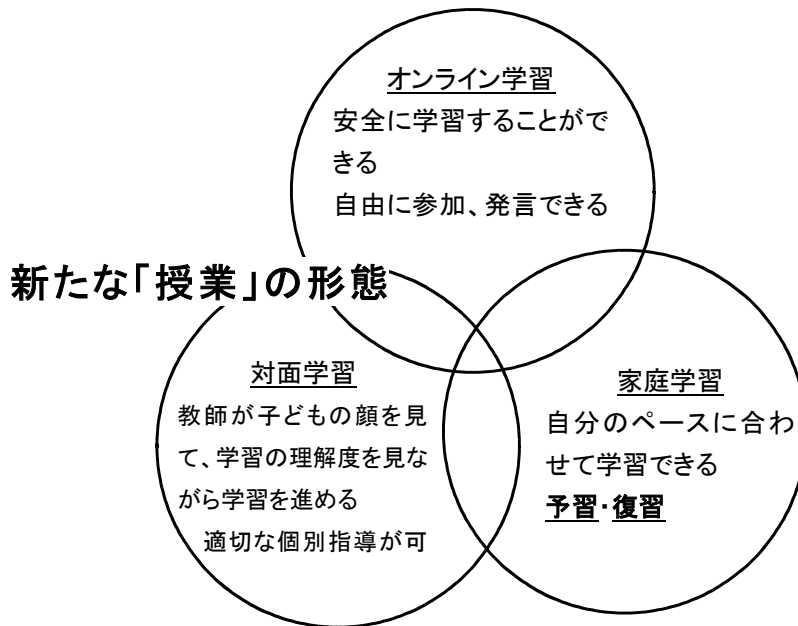 オンライン学習
安全に学習することがで
きる
自由に参加、発言できる
新たな「授業」の形態
対面学習
教師が子どもの顔を見
て、学習の理解度を見な
がら学習を進める
適切な個別指導が可
家庭学習
自分のペースに合わ
せて学習できる
予習・復習